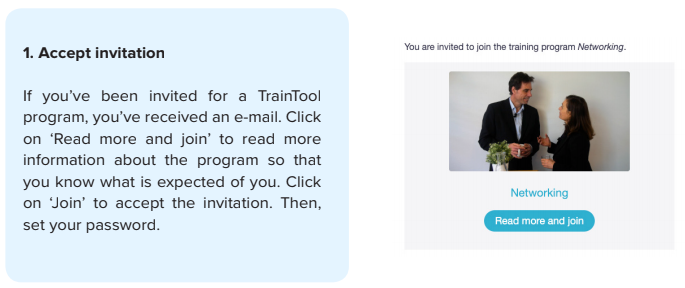 1. Accept invitation
If you’ve been invited for a TrainTool
program, you’ve received an e-mail. Click
on ‘Read more and join’ to read more
information about the program so that
you know what is expected of you. Click
on ‘Join’ to accept the invitation. Then,
set your password.
You are invited to join the training program Networking.
Networking
Read more and join